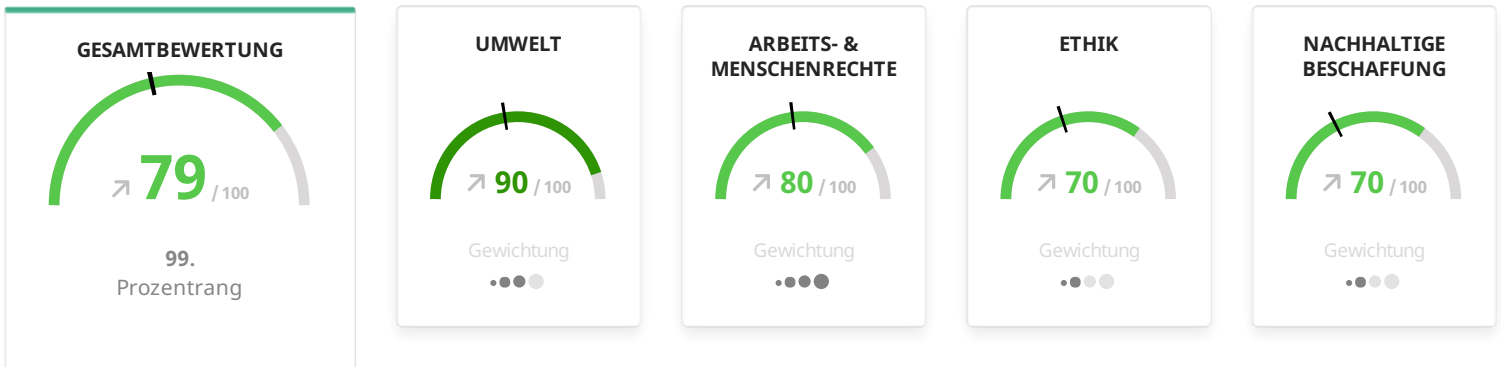 GESAMTBEWERTUNG
79 / 100
99.
Prozentrang
UMWELT
90 / 100
Gewichtung
ARBEITS- &
MENSCHENRECHTE
80 / 100
Gewichtung
ETHIK
70 / 100
Gewichtung
NACHHALTIGE
BESCHAFFUNG
70 / 100
Gewichtung